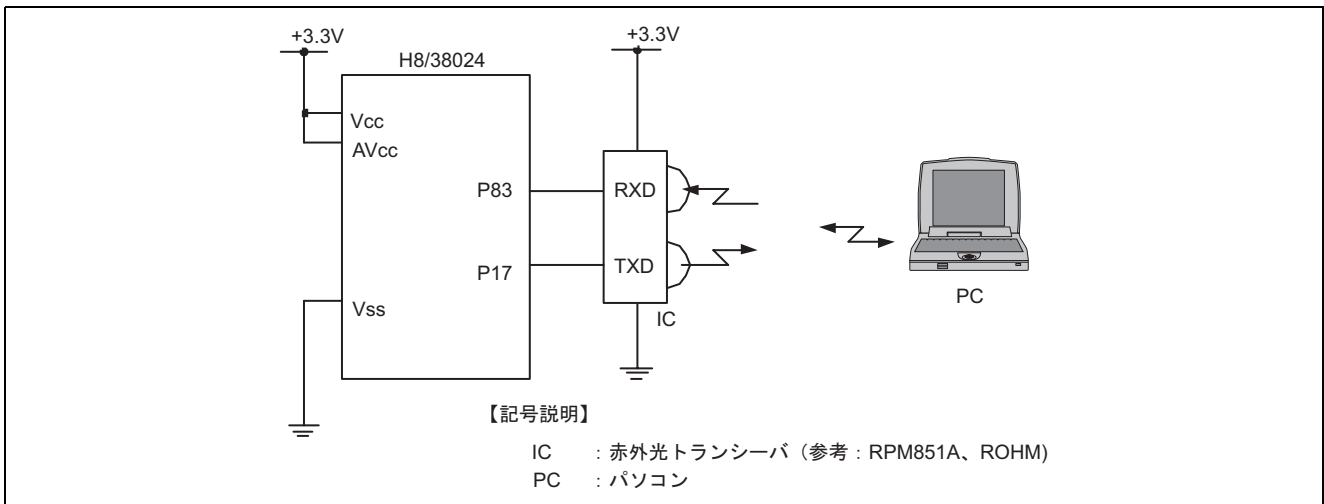 +3.3V
+3.3V
H8/38024
Vcc
AVcc
P83
RXD
P17
TXD
Vss
IC
PC
【記号説明】
IC :赤外光トランシーバ(参考:RPM851A、ROHM)
PC :パソコン